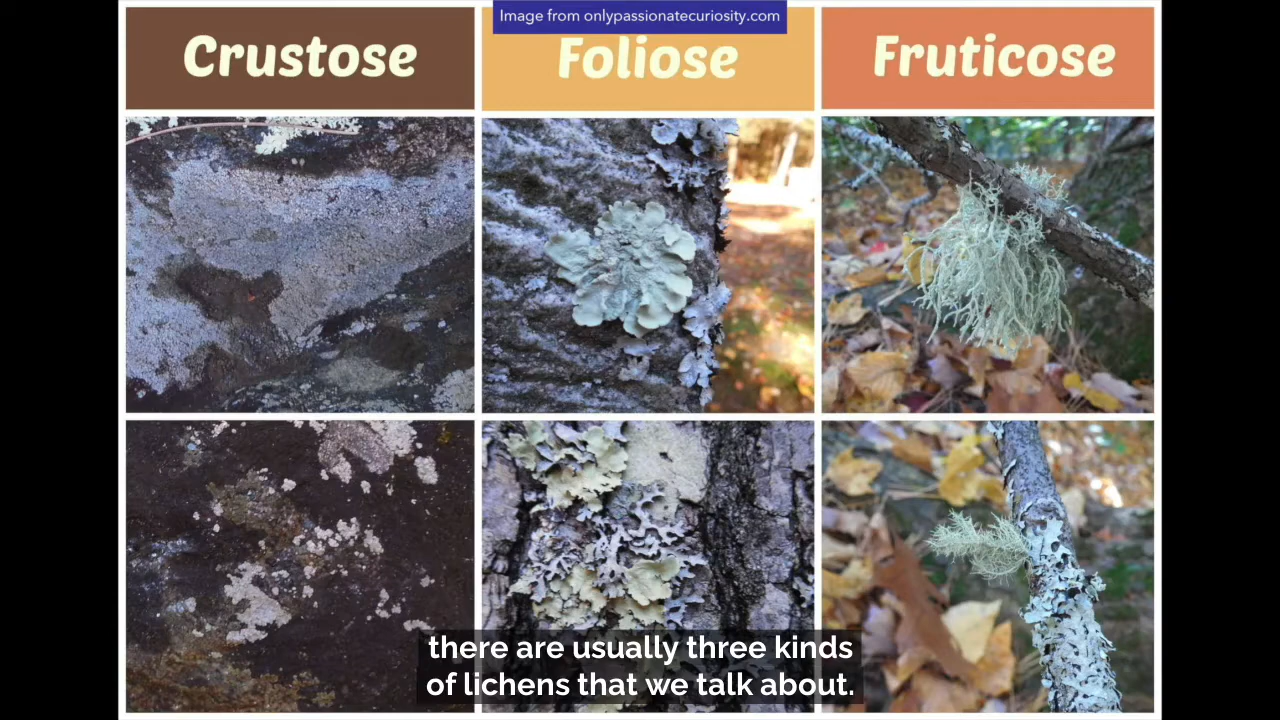 Image from onlypassionatecuriosity.com
Crustose
Foliose
Fruticose
there are usually three kinds
of lichens that we talk about.